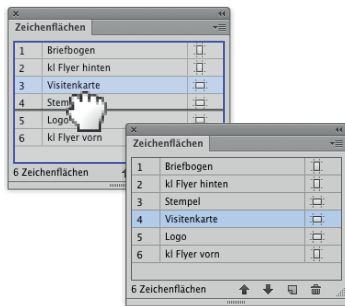 Zeichenflächen
1 Briefbogen
2 kl Flyer hinten
3 Visitenkarte
4 Stempel
5 Logo
6 kl Flyer vorn
6 Zeichenflächen
Zeichenflächen
1 Briefbogen
2 kl Flyer hinten
3 Stempel
4 Visitenkarte
5 Logo
6 kl Flyer vorn
6 Zeichenflächen